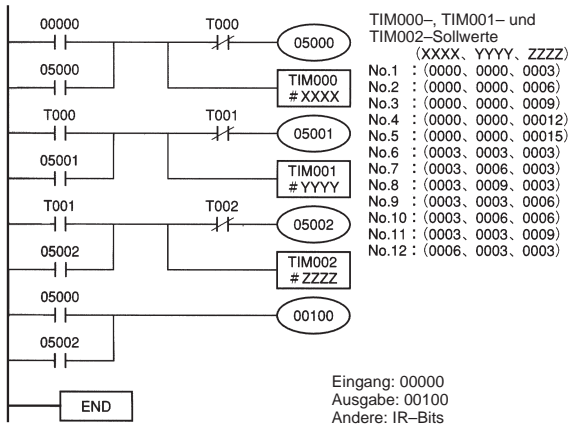 00000
T000
05000
05000
TIM000
# XXXX
T000
T001
05001
05001
TIM001
# YYYY
T001
T002
05002
05002
TIM002
# ZZZZ
05000
00100
05002
END
TIM000–, TIM001– und
TIM002–Sollwerte
(XXXX、YYYY、ZZZZ)
No.1 : (0000、0000、0003)
No.2 : (0000、0000、0006)
No.3 : (0000、0000、0009)
No.4 : (0000、0000、00012)
No.5 : (0000、0000、00015)
No.6 : (0003、0003、0003)
No.7 : (0003、0006、0003)
No.8 : (0003、0009、0003)
No.9 : (0003、0003、0006)
No.10 : (0003、0006、0006)
No.11 : (0003、0003、0009)
No.12 : (0006、0003、0003)
Eingang: 00000
Ausgabe: 00100
Andere: IR–Bits